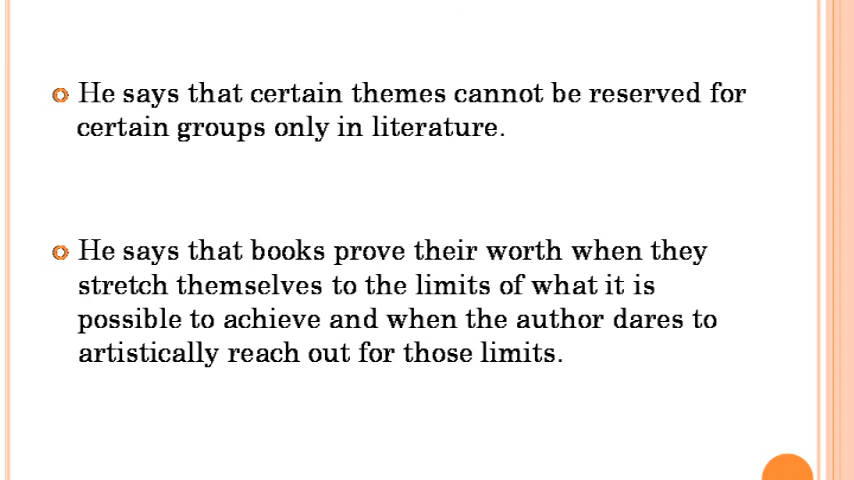 He says that certain themes cannot be reserved for
certain groups only in literature.
He says that books prove their worth when they
stretch themselves to the limits of what it is
possible to achieve and when the author dares to
artistically reach out for those limits.